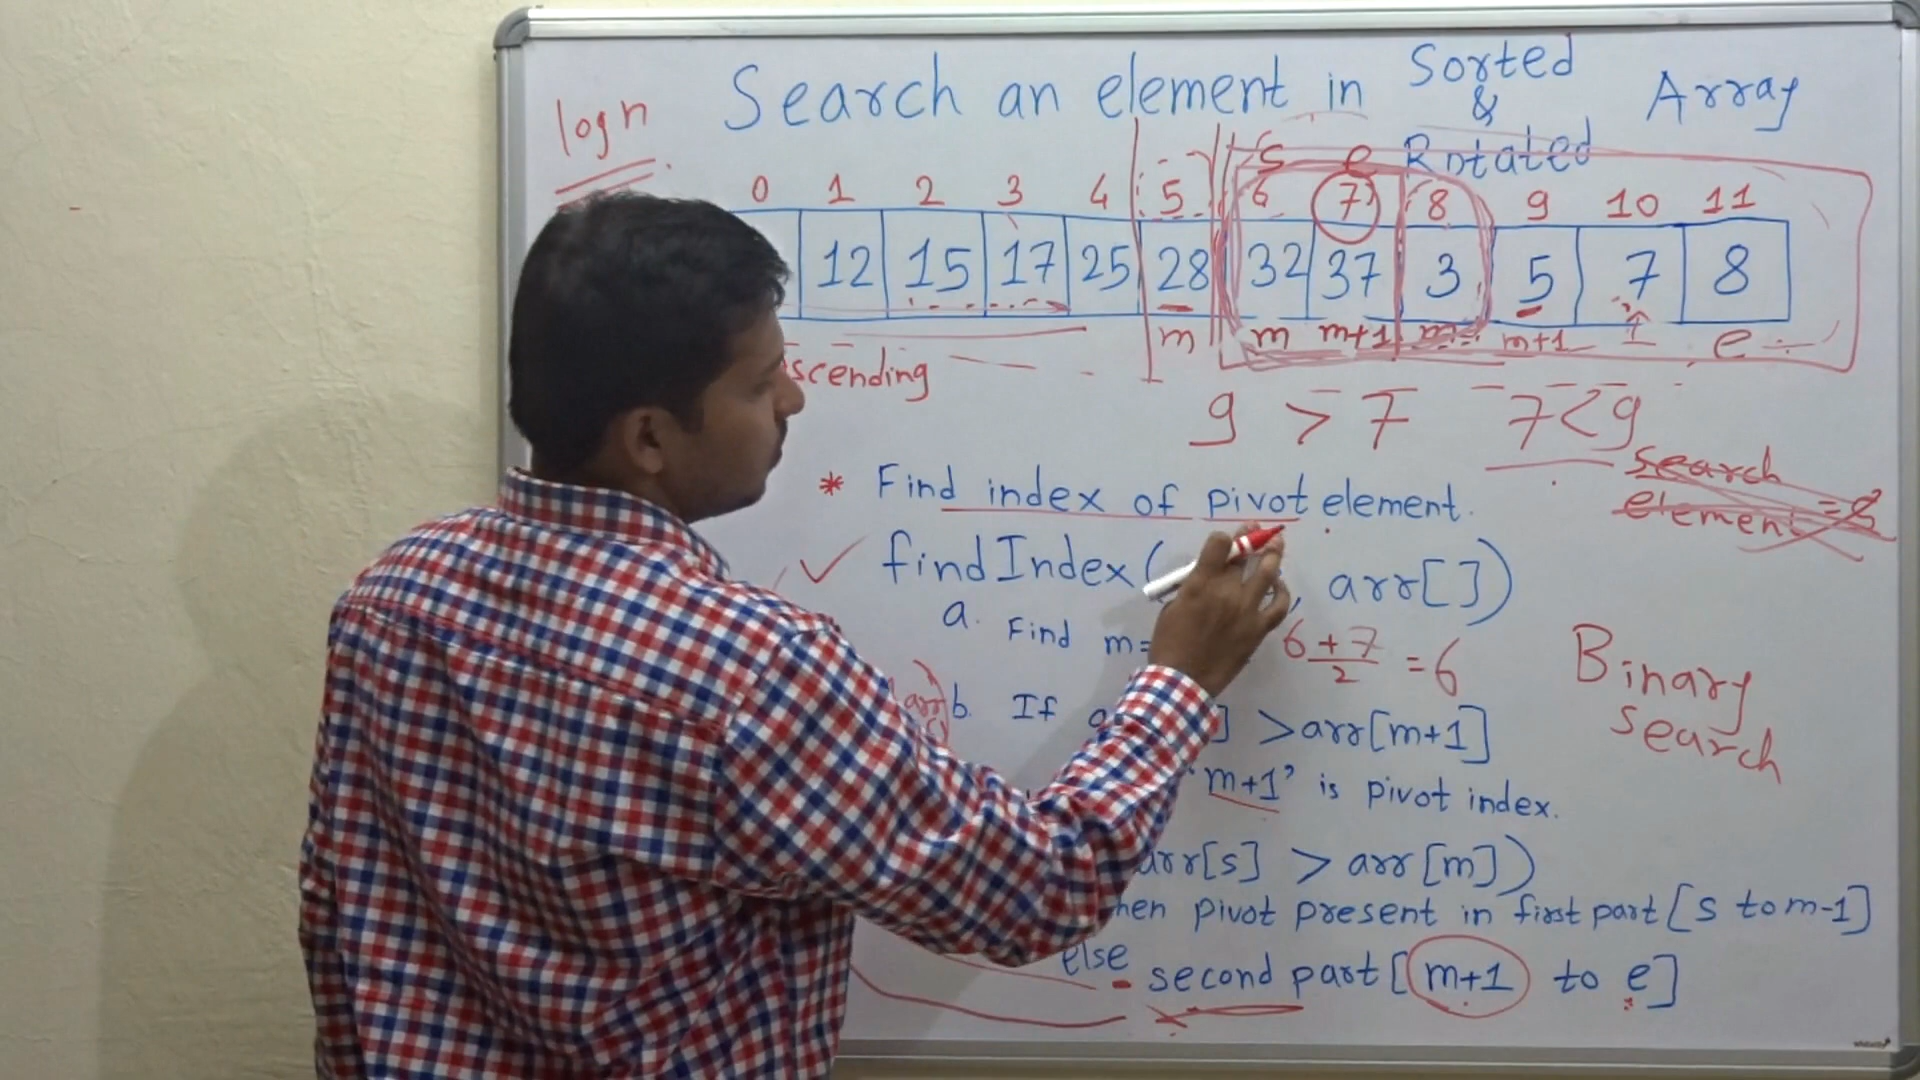 Search an element in Sorted & Rotated Array
log n
s e
0 1 2 3 4 5 6 7 8 9 10 11
12 15 17 25 28 32 37 3 5 7 8
m m m+1 m+1 e
scending
9 > 7 7 < 9
search
element = 8
* Find index of pivot element.
findIndex( , arr[])
a. Find m= 6+7/2 = 6
Binary
search
arr b. If ] > arr[m+1]
'm+1' is pivot index.
arr[s] > arr[m])
then pivot present in first part [s to m-1]
else
second part [m+1 to e]